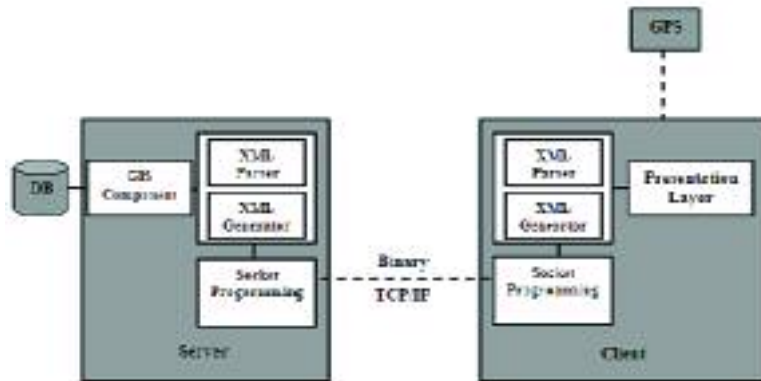 GPS
DB
GIS
Component
XML
Parser
XML
Generator
Socket
Programming
Server
Binary
TCP/IP
XML
Parser
XML
Generator
Socket
Programming
Presentation
Layer
Client